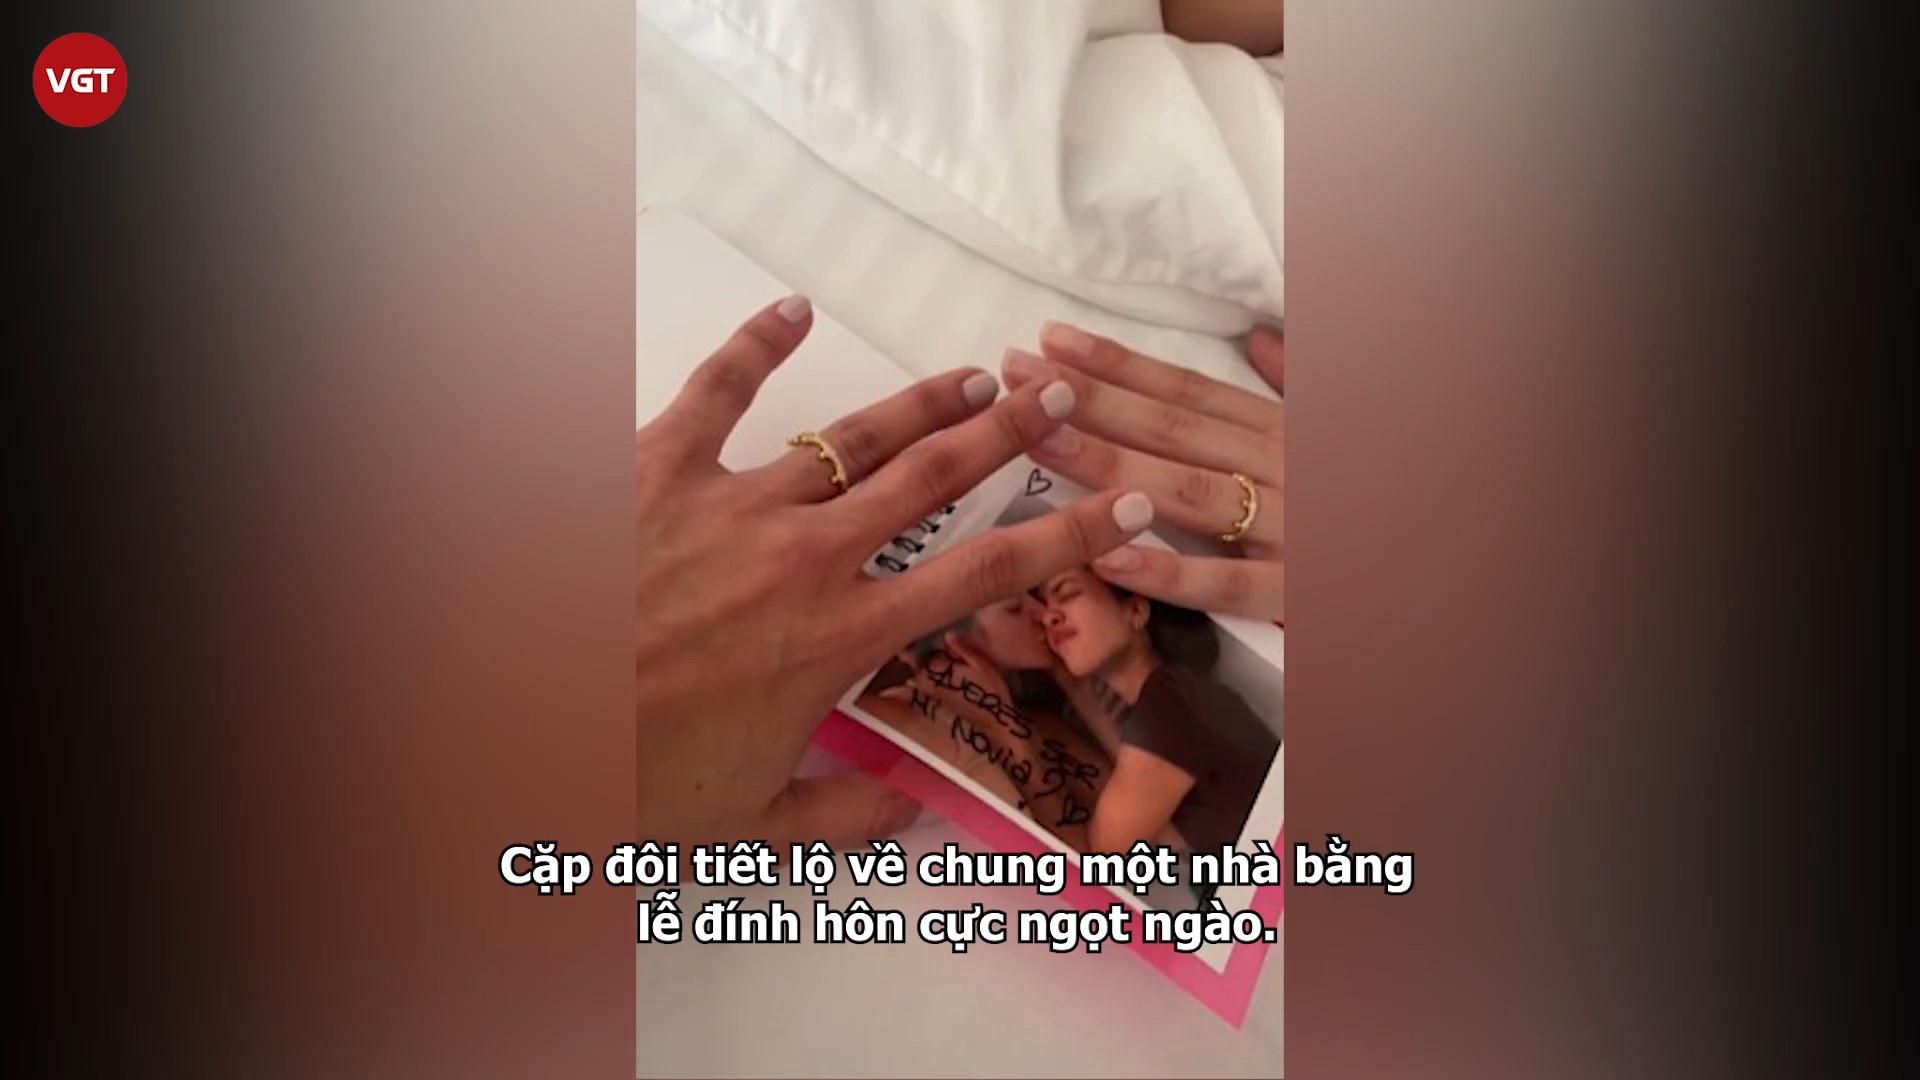 VGT
QUERES SER
MI NOVIA?
Cặp đôi tiết lộ về chung một nhà bằng
lễ đính hôn cực ngọt ngào.